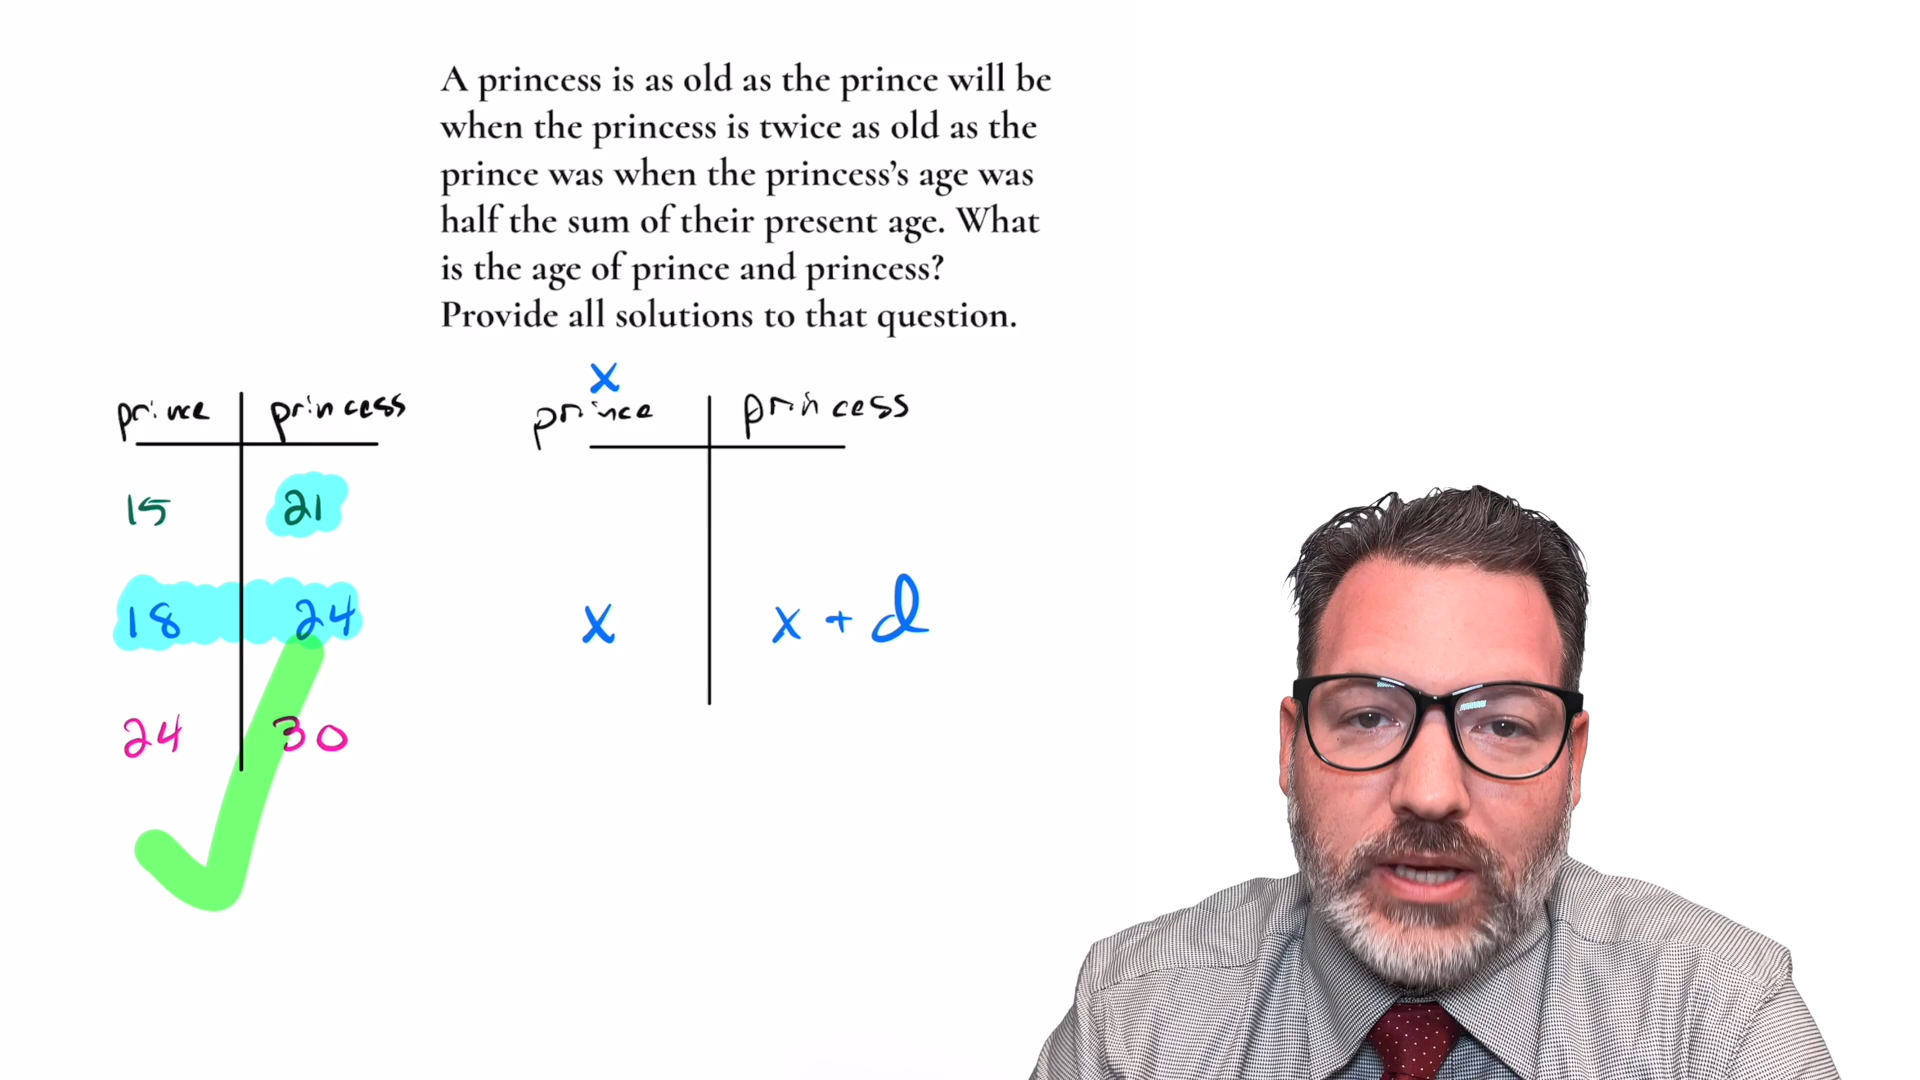 A princess is as old as the prince will be
when the princess is twice as old as the
prince was when the princess’s age was
half the sum of their present age. What
is the age of prince and princess?
Provide all solutions to that question.
prince princess
15 21
18 24
24 30
x
prince princess
x x + d